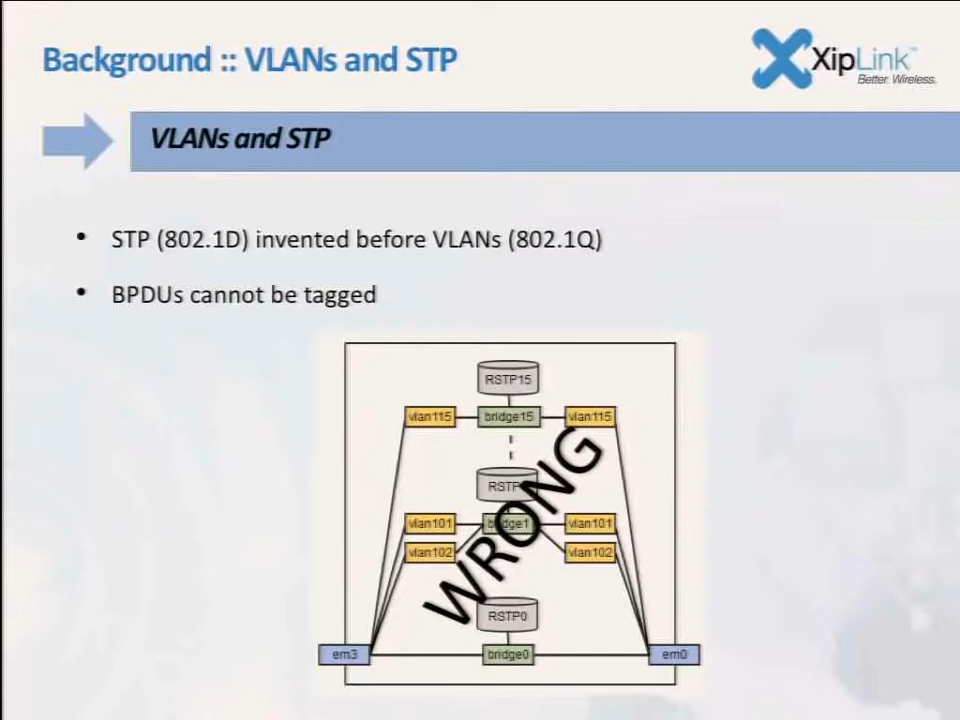 Background :: VLANs and STP
XipLink™
Better. Wireless.
VLANs and STP
• STP (802.1D) invented before VLANs (802.1Q)
• BPDUs cannot be tagged
RSTP15
vlan115 bridge15 vlan115
RSTP
vlan101 bridge1 vlan101
vlan102 vlan102
WRONG
RSTP0
em3 bridge0 em0